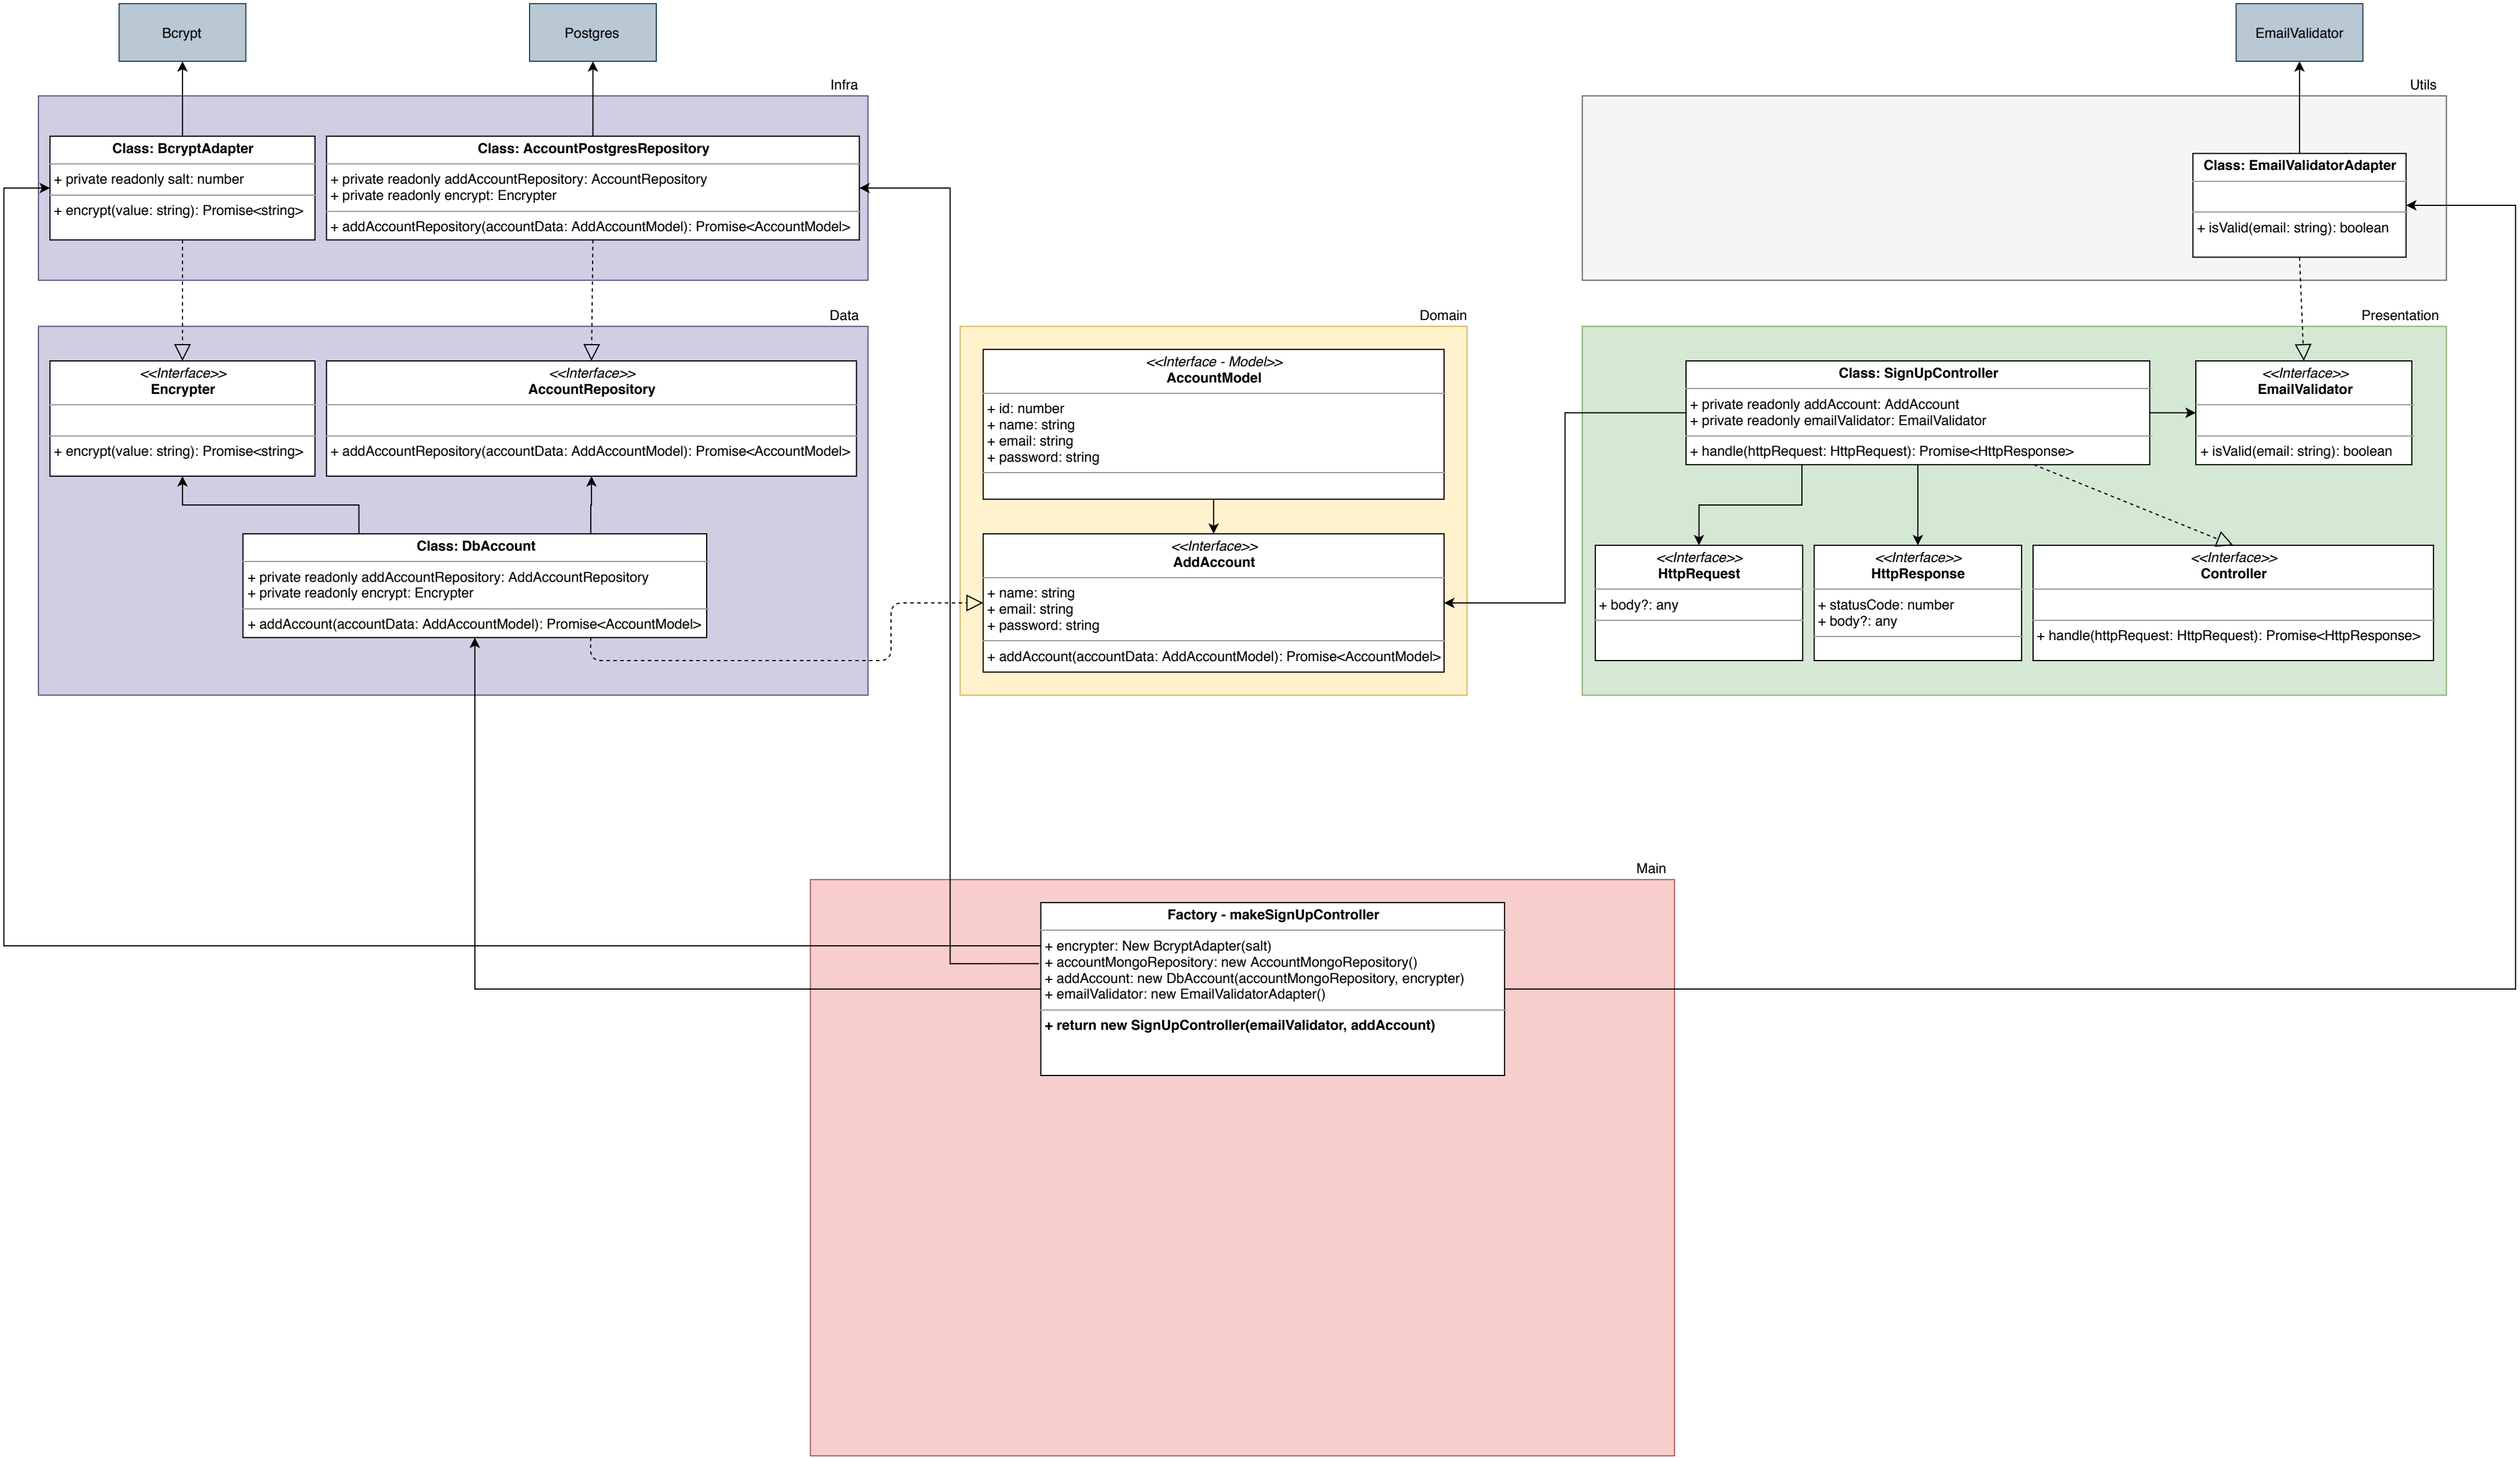 Bcrypt
Postgres
EmailValidator
Infra
Utils
Class: BcryptAdapter
+ private readonly salt: number
+ encrypt(value: string): Promise<string>
Class: AccountPostgresRepository
+ private readonly addAccountRepository: AccountRepository
+ private readonly encrypt: Encrypter
+ addAccountRepository(accountData: AddAccountModel): Promise<AccountModel>
Class: EmailValidatorAdapter
+ isValid(email: string): boolean
Data
Domain
Presentation
<<Interface>>
Encrypter
+ encrypt(value: string): Promise<string>
<<Interface>>
AccountRepository
+ addAccountRepository(accountData: AddAccountModel): Promise<AccountModel>
Class: DbAccount
+ private readonly addAccountRepository: AddAccountRepository
+ private readonly encrypt: Encrypter
+ addAccount(accountData: AddAccountModel): Promise<AccountModel>
<<Interface - Model>>
AccountModel
+ id: number
+ name: string
+ email: string
+ password: string
<<Interface>>
AddAccount
+ name: string
+ email: string
+ password: string
+ addAccount(accountData: AddAccountModel): Promise<AccountModel>
Class: SignUpController
+ private readonly addAccount: AddAccount
+ private readonly emailValidator: EmailValidator
+ handle(httpRequest: HttpRequest): Promise<HttpResponse>
<<Interface>>
EmailValidator
+ isValid(email: string): boolean
<<Interface>>
HttpRequest
+ body?: any
<<Interface>>
HttpResponse
+ statusCode: number
+ body?: any
<<Interface>>
Controller
+ handle(httpRequest: HttpRequest): Promise<HttpResponse>
Main
Factory - makeSignUpController
+ encrypter: New BcryptAdapter(salt)
+ accountMongoRepository: new AccountMongoRepository()
+ addAccount: new DbAccount(accountMongoRepository, encrypter)
+ emailValidator: new EmailValidatorAdapter()
+ return new SignUpController(emailValidator, addAccount)